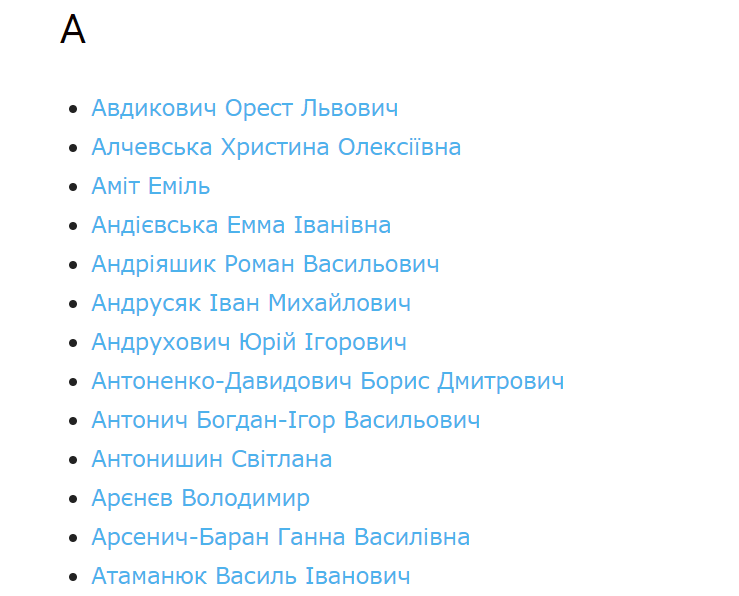 А
Авдикович Орест Львович
Алчевська Христина Олексіївна
Аміт Еміль
Андієвська Емма Іванівна
Андріяшик Роман Васильович
Андрусяк Іван Михайлович
Андрухович Юрій Ігорович
Антоненко-Давидович Борис Дмитрович
Антонич Богдан-Ігор Васильович
Антонишин Світлана
Арєнєв Володимир
Арсенич-Баран Ганна Василівна
Атаманюк Василь Іванович